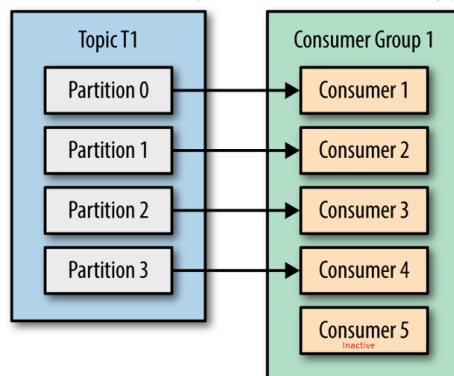 Topic T1
Partition 0
Partition 1
Partition 2
Partition 3
Consumer Group 1
Consumer 1
Consumer 2
Consumer 3
Consumer 4
Consumer 5
Inactive